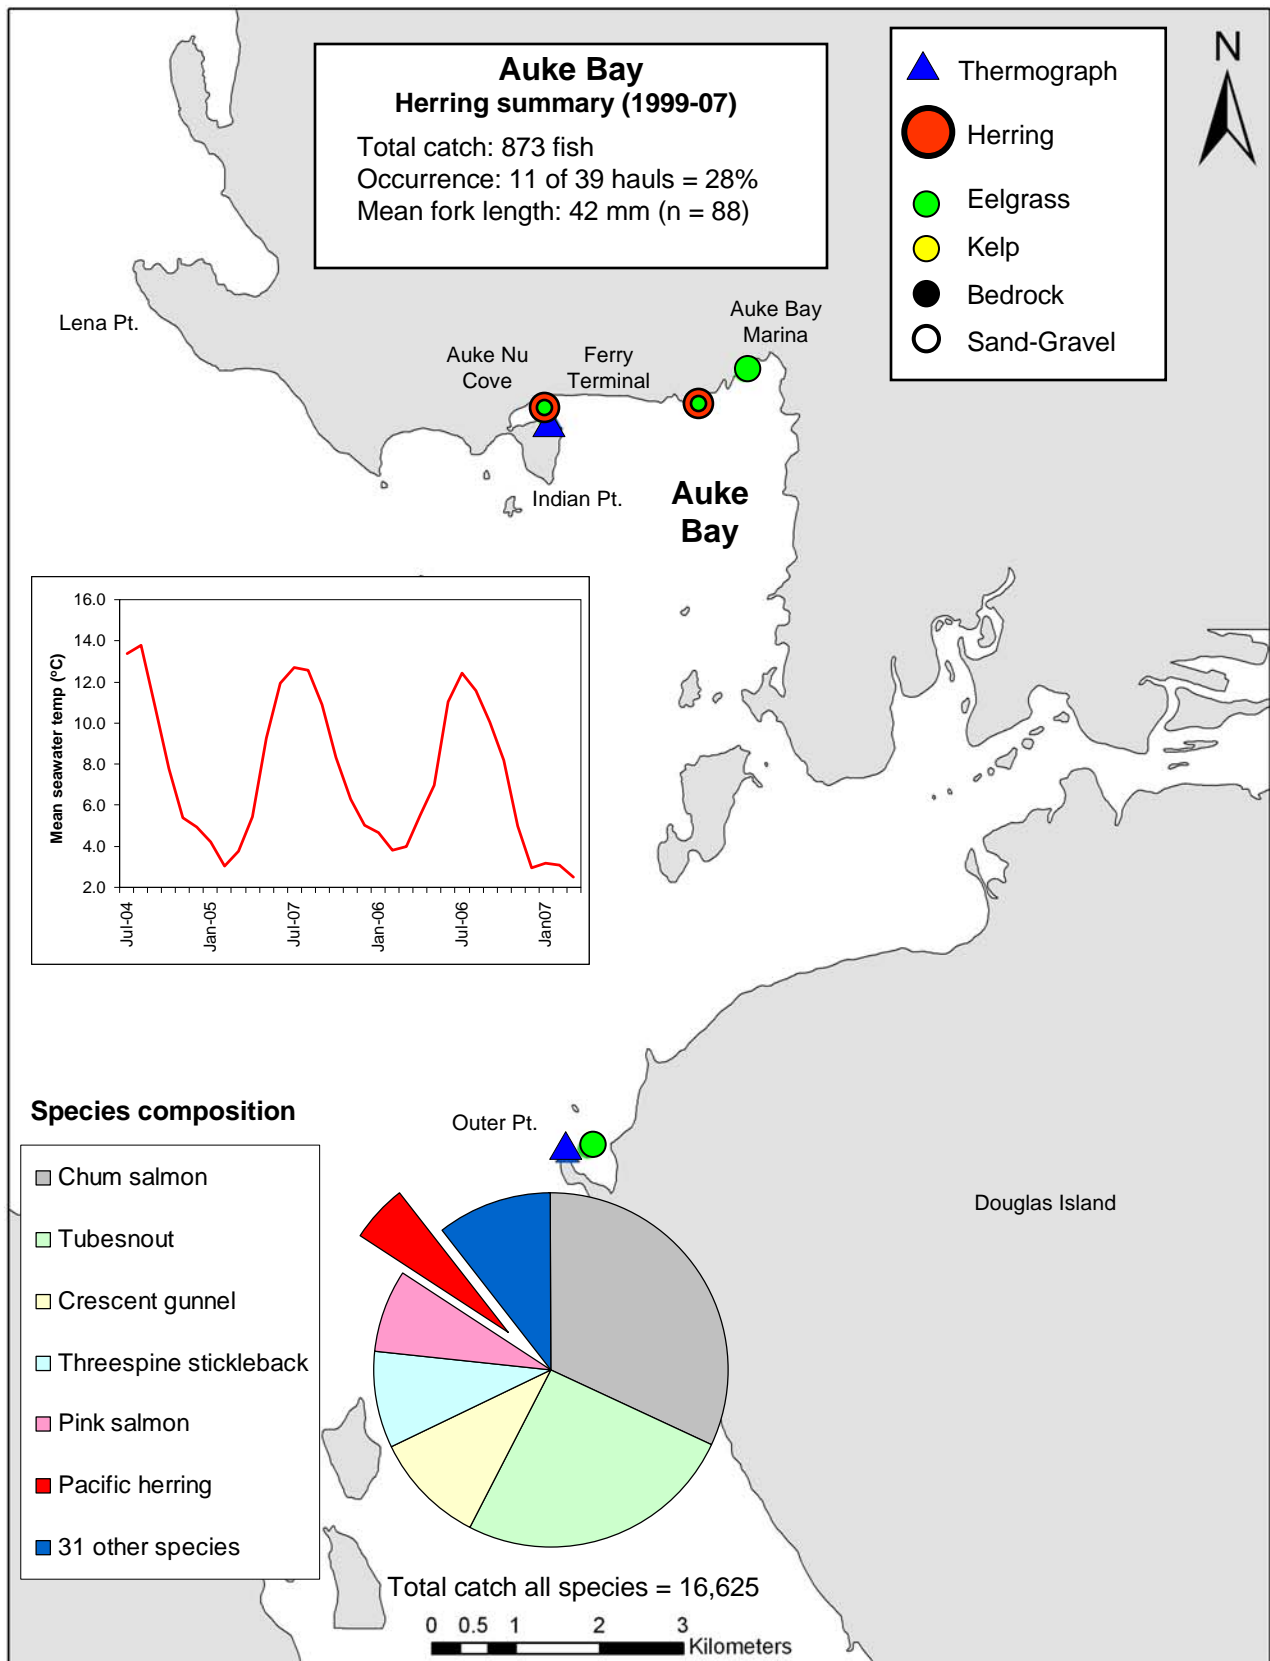 Auke Bay
Herring summary (1999-07)
Total catch: 873 fish
Occurrence: 11 of 39 hauls = 28%
Mean fork length: 42 mm (n = 88)
Thermograph
Herring
Eelgrass
Kelp
Bedrock
Sand-Gravel
N
Lena Pt.
Auke Nu
Cove
Ferry
Terminal
Auke Bay
Marina
Indian Pt.
Auke
Bay
Mean seawater temp (ºC)
16.0
14.0
12.0
10.0
8.0
6.0
4.0
2.0
Jul-04
Jan-05
Jul-07
Jan-06
Jul-06
Jan07
Species composition
Chum salmon
Tubesnout
Crescent gunnel
Threespine stickleback
Pink salmon
Pacific herring
31 other species
Outer Pt.
Douglas Island
Total catch all species = 16,625
0 0.5 1 2 3
Kilometers